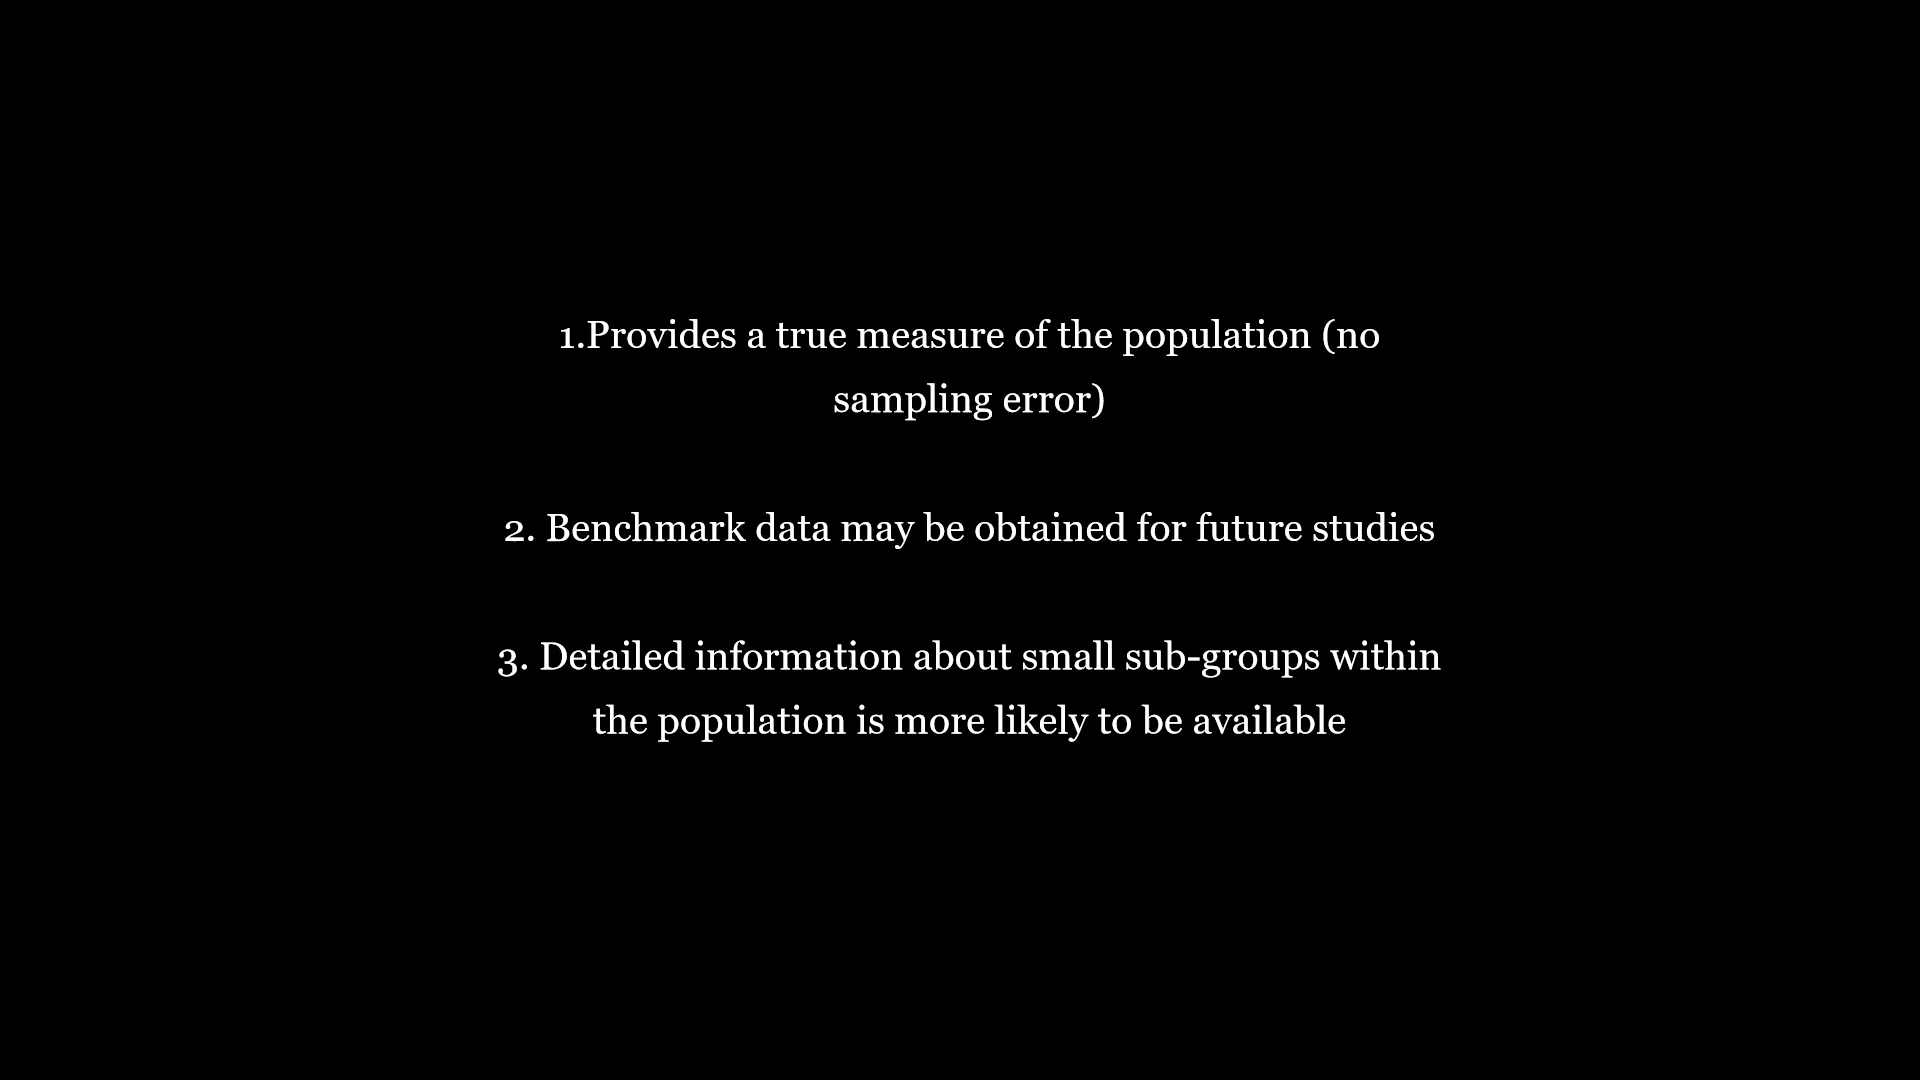 1.Provides a true measure of the population (no
sampling error)
2. Benchmark data may be obtained for future studies
3. Detailed information about small sub-groups within
the population is more likely to be available